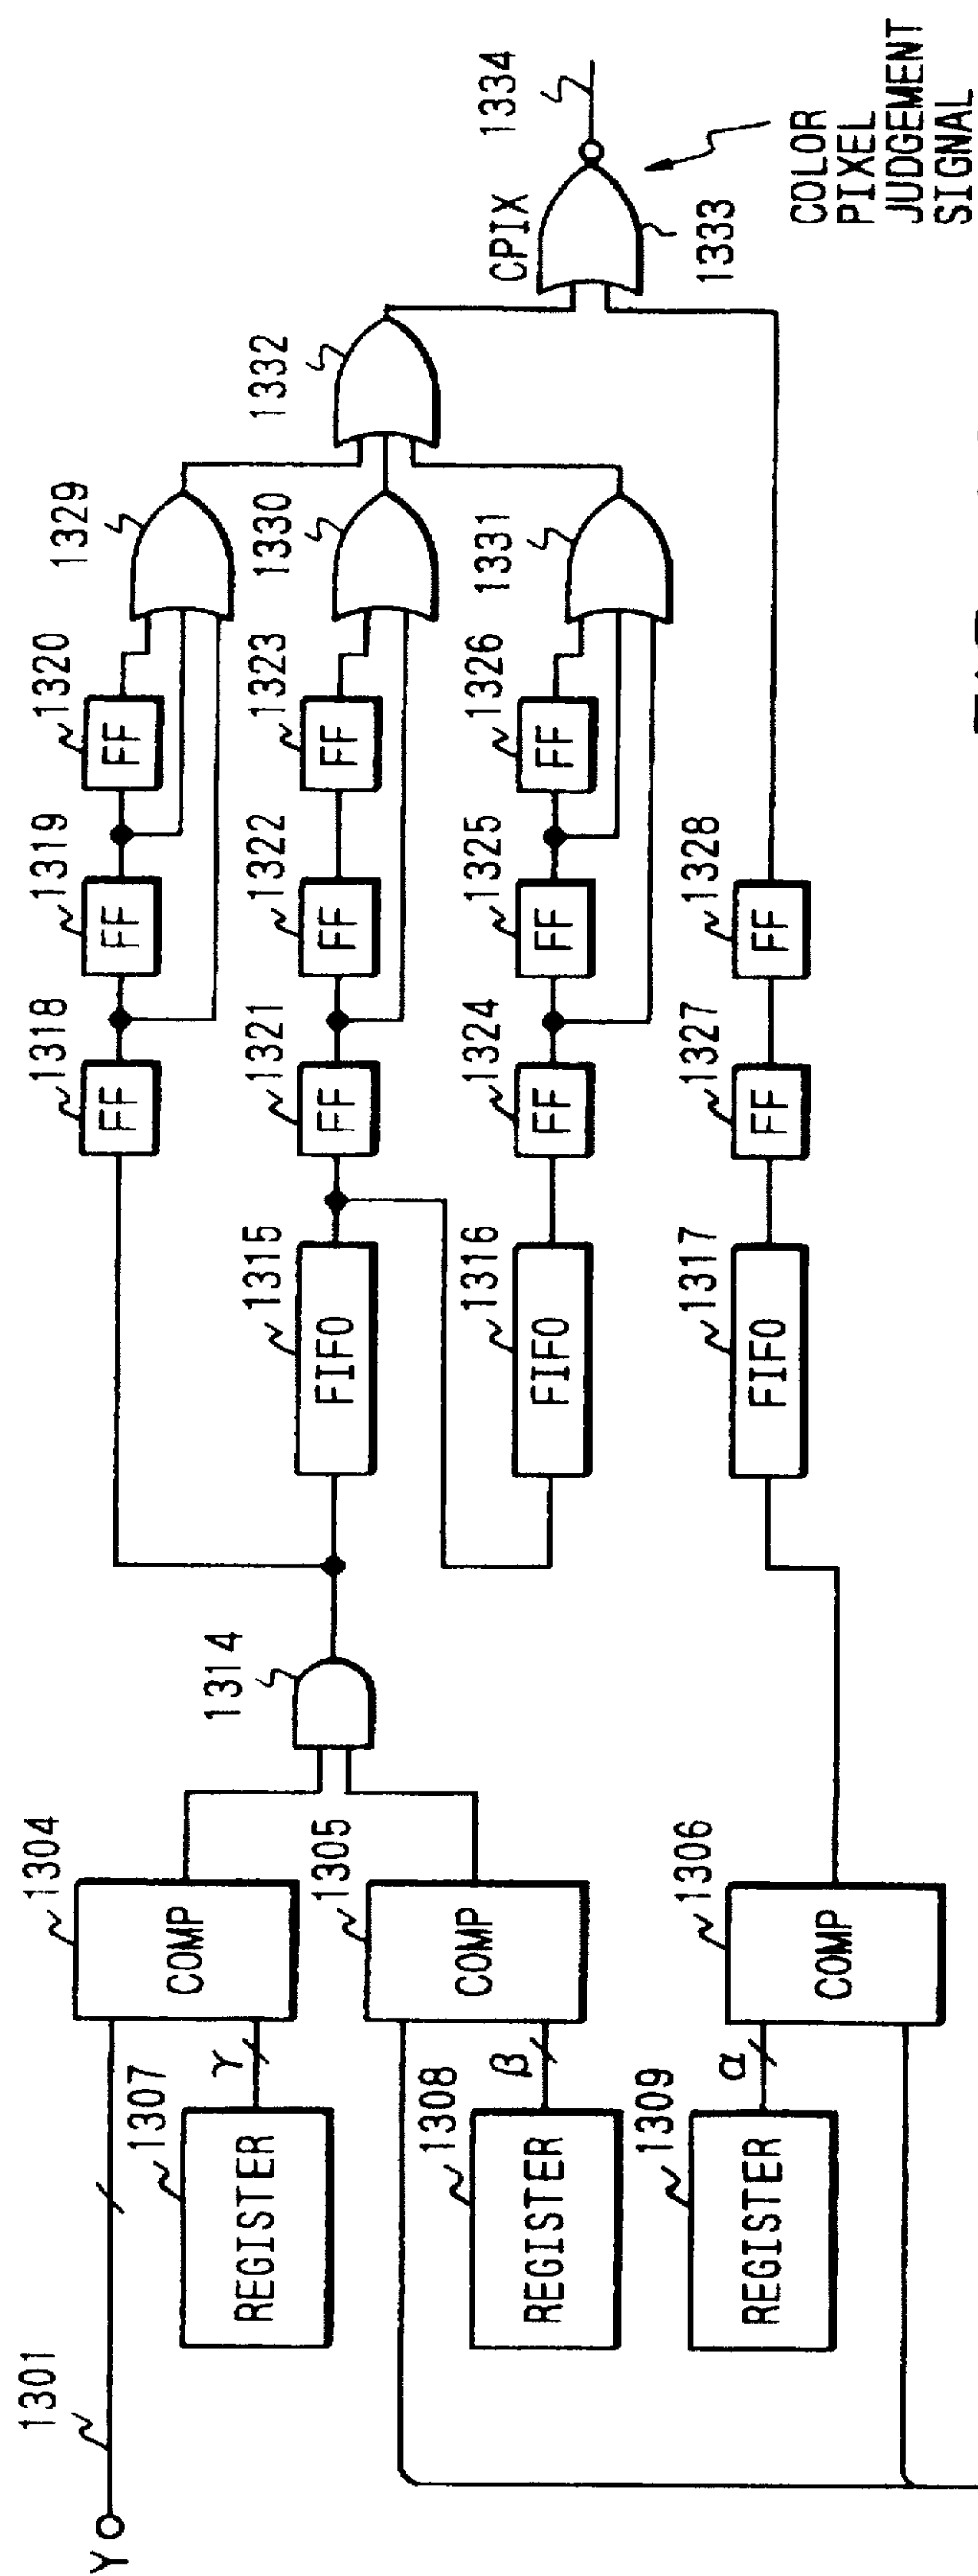 Y
1301
1307
REGISTER
γ
1304
COMP
1308
REGISTER
β
1305
COMP
1309
REGISTER
α
1306
COMP
1314
1315
FIFO
1316
FIFO
1317
FIFO
1318
FF
1319
FF
1320
FF
1321
FF
1322
FF
1323
FF
1324
FF
1325
FF
1326
FF
1327
FF
1328
FF
1329
1330
1331
1332
CPIX
1333
1334
COLOR
PIXEL
JUDGEMENT
SIGNAL